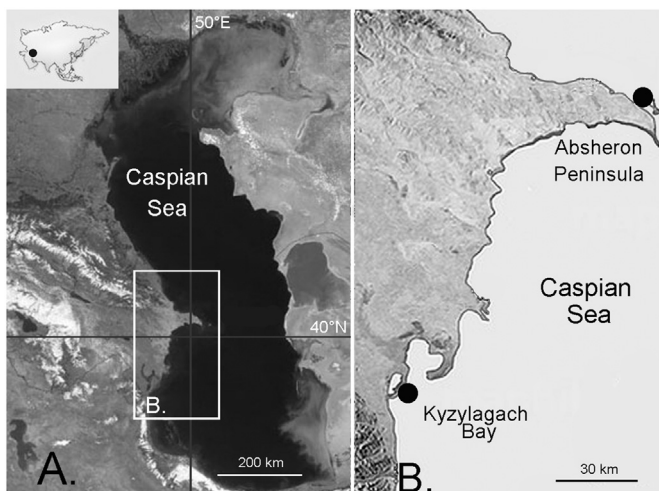 50°E
Caspian
Sea
40°N
B.
A.
200 km
Absheron
Peninsula
Caspian
Sea
Kyzylagach
Bay
B.
30 km